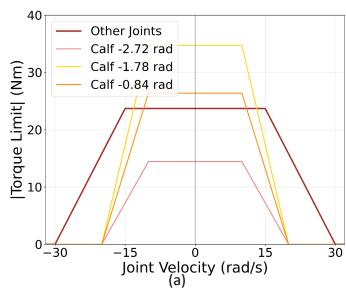 40
30
20
10
0
|Torque Limit| (Nm)
Other Joints
Calf -2.72 rad
Calf -1.78 rad
Calf -0.84 rad
−30 −15 0 15 30
Joint Velocity (rad/s)
(a)